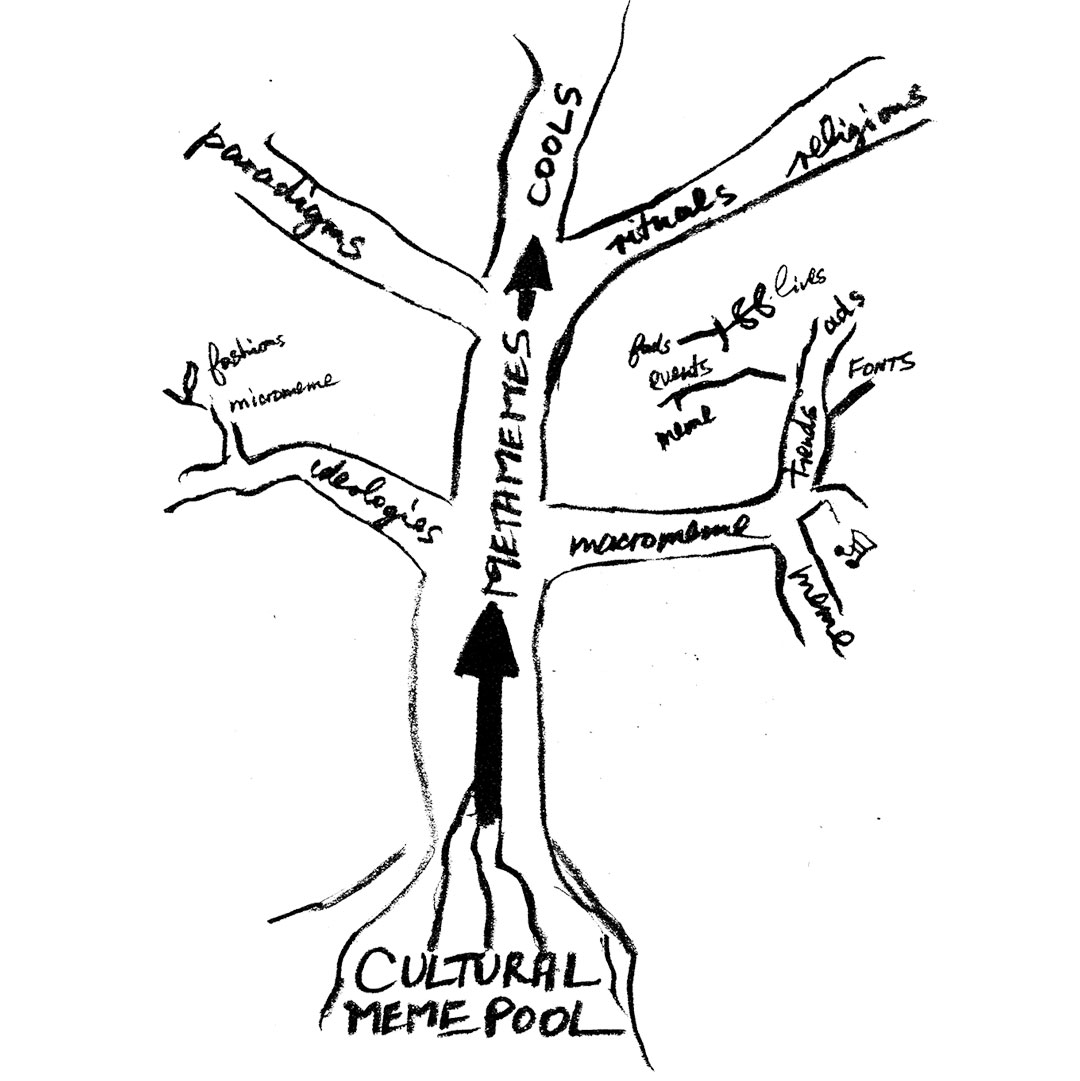 COOLS
paradigms
religions
rituals
lives
fads
ads
events
FONTS
fashions
micromeme
meme
Trends
METAMEMES
ideologies
macromeme
meme
CULTURAL
MEME POOL